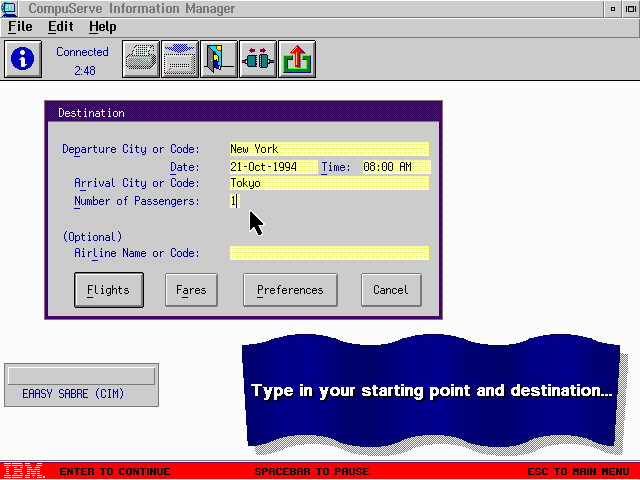 CompuServe Information Manager
File Edit Help
Connected
2:48
Destination
Departure City or Code: New York
Date: 21-Oct-1994 Time: 08:00 AM
Arrival City or Code: Tokyo
Number of Passengers: 1
(Optional)
Airline Name or Code:
Flights Fares Preferences Cancel
EAASY SABRE (CIM)
Type in your starting point and destination...
IBM. ENTER TO CONTINUE SPACEBAR TO PAUSE ESC TO MAIN MENU